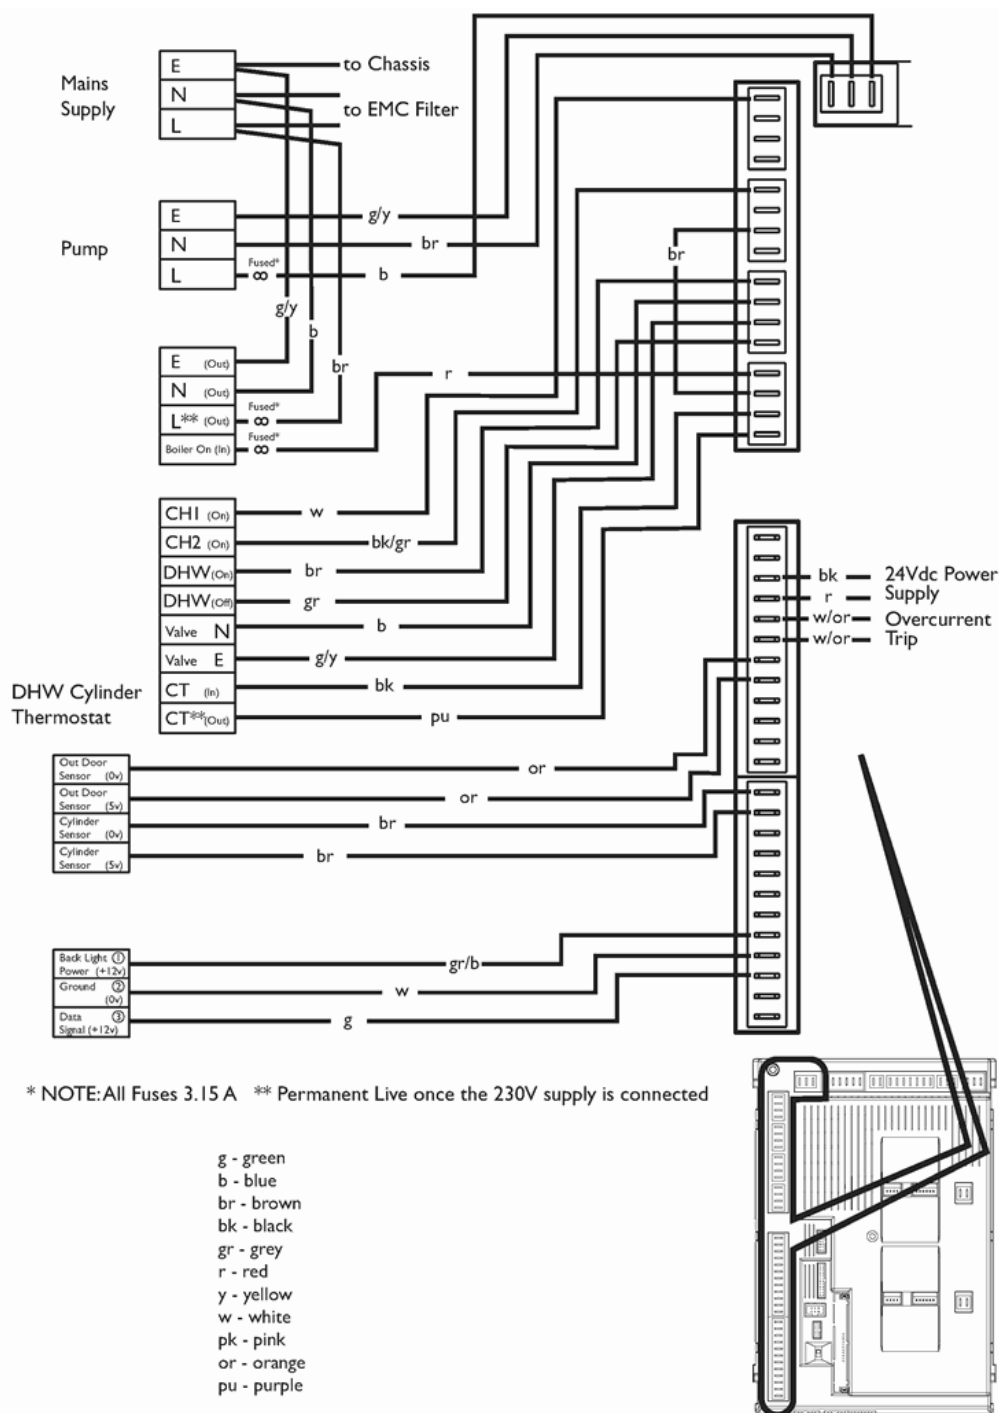 Mains
Supply
E
N
L
to Chassis
to EMC Filter
Pump
E
N
L
Fused*
g/y
br
b
br
g/y
b
br
E (Out)
N (Out)
L** (Out)
Boiler On (In)
Fused*
Fused*
r
CH1 (On)
CH2 (On)
DHW (On)
DHW (Off)
Valve N
Valve E
CT (In)
CT** (Out)
w
bk/gr
br
gr
b
g/y
bk
pu
DHW Cylinder
Thermostat
bk
r
w/or
w/or
24Vdc Power
Supply
Overcurrent
Trip
Out Door
Sensor (0v)
Out Door
Sensor (5v)
Cylinder
Sensor (0v)
Cylinder
Sensor (5v)
or
or
br
br
Back Light ①
Power (+12v)
Ground ②
(0v)
Data ③
Signal (+12v)
gr/b
w
g
* NOTE: All Fuses 3.15 A ** Permanent Live once the 230V supply is connected
g - green
b - blue
br - brown
bk - black
gr - grey
r - red
y - yellow
w - white
pk - pink
or - orange
pu - purple